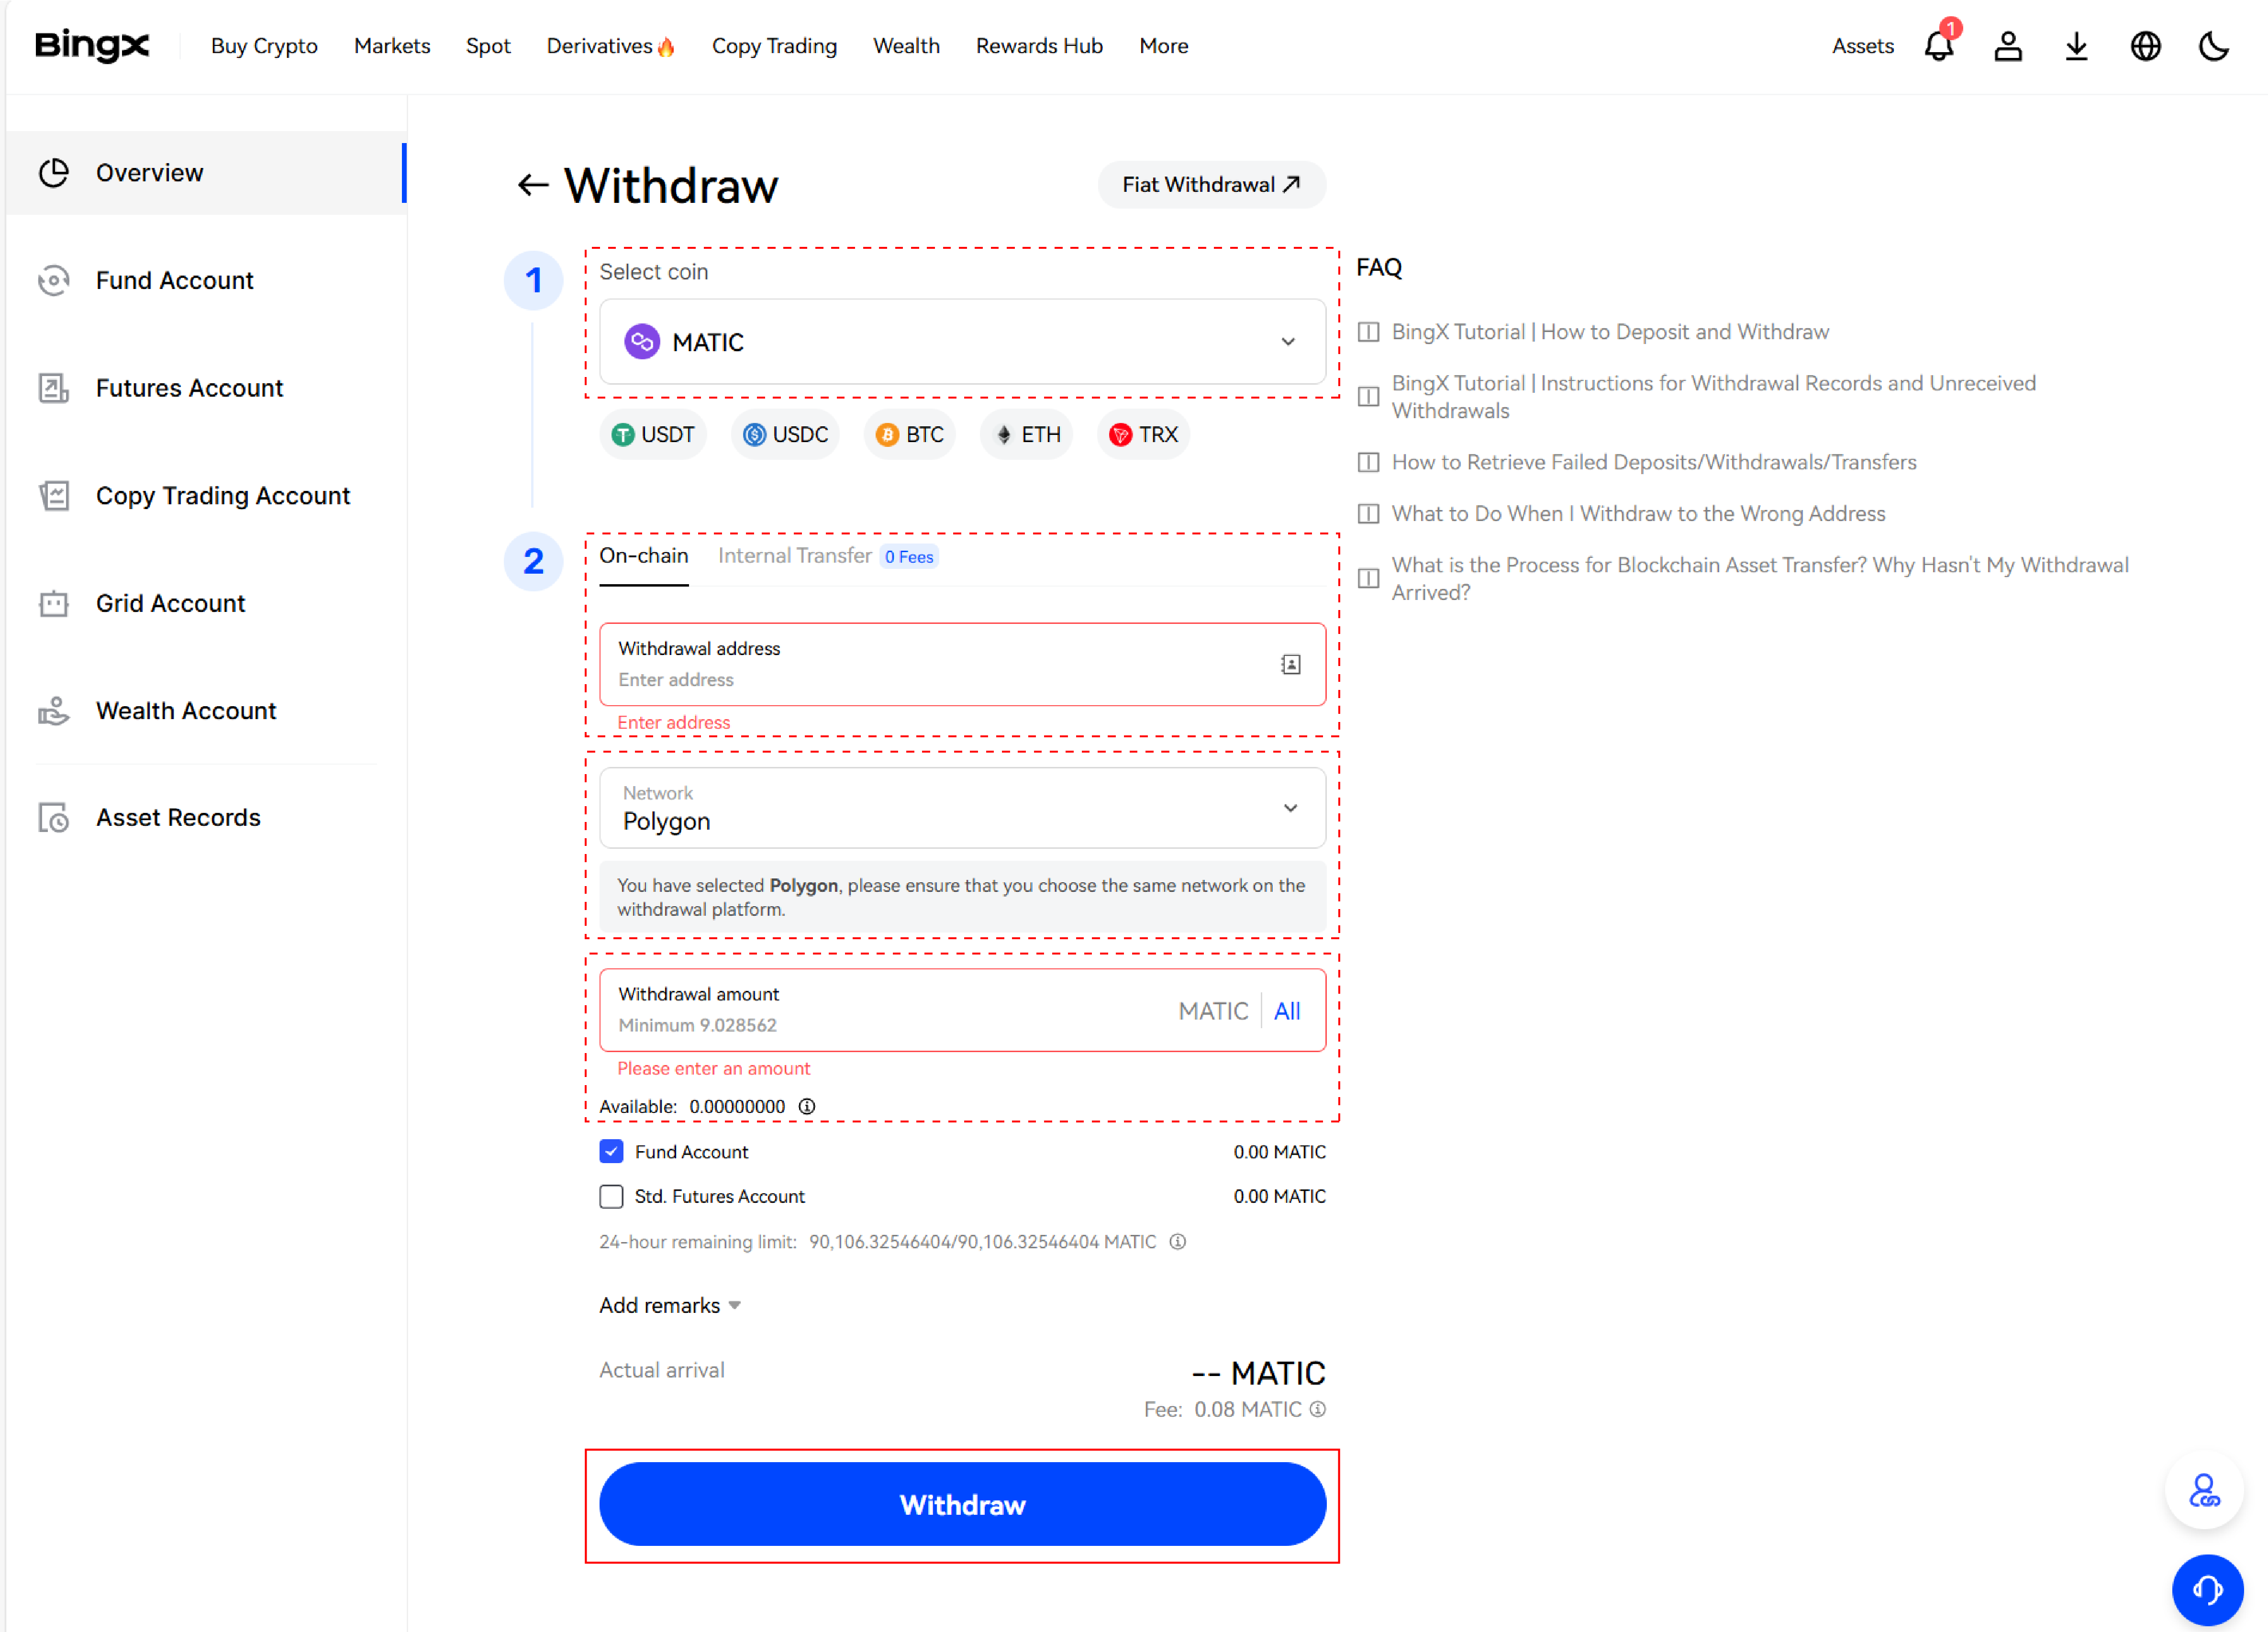 BingX
Buy Crypto Markets Spot Derivatives Copy Trading Wealth Rewards Hub More
Assets 1
Overview
Fund Account
Futures Account
Copy Trading Account
Grid Account
Wealth Account
Asset Records
Withdraw
Fiat Withdrawal
1
Select coin
MATIC
USDT USDC BTC ETH TRX
2
On-chain Internal Transfer 0 Fees
Withdrawal address
Enter address
Enter address
Network
Polygon
You have selected Polygon, please ensure that you choose the same network on the
withdrawal platform.
Withdrawal amount
Minimum 9.028562
MATIC All
Please enter an amount
Available: 0.00000000
Fund Account 0.00 MATIC
Std. Futures Account 0.00 MATIC
24-hour remaining limit: 90,106.32546404/90,106.32546404 MATIC
Add remarks
Actual arrival -- MATIC
Fee: 0.08 MATIC
Withdraw
FAQ
BingX Tutorial | How to Deposit and Withdraw
BingX Tutorial | Instructions for Withdrawal Records and Unreceived
Withdrawals
How to Retrieve Failed Deposits/Withdrawals/Transfers
What to Do When I Withdraw to the Wrong Address
What is the Process for Blockchain Asset Transfer? Why Hasn't My Withdrawal
Arrived?